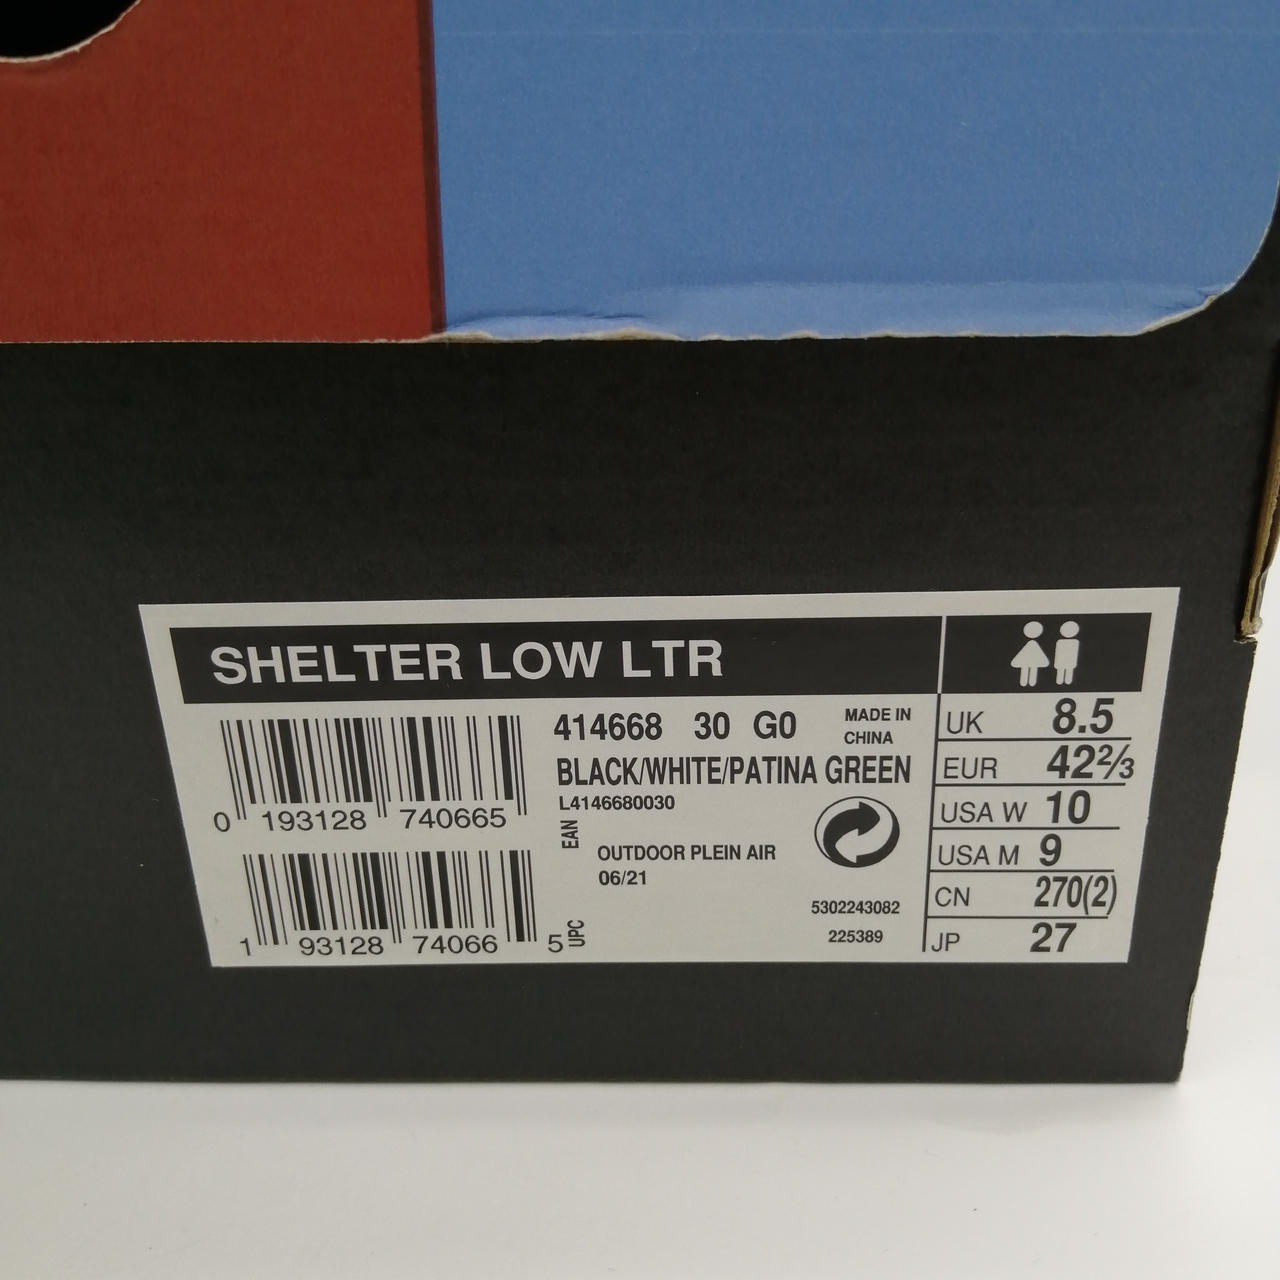 SHELTER LOW LTR
0 193128 740665
EAN
1 93128 74066 5
UPC
414668 30 G0
MADE IN
CHINA
BLACK/WHITE/PATINA GREEN
L4146680030
OUTDOOR PLEIN AIR
06/21
5302243082
225389
UK 8.5
EUR 42⅔
USA W 10
USA M 9
CN 270(2)
JP 27